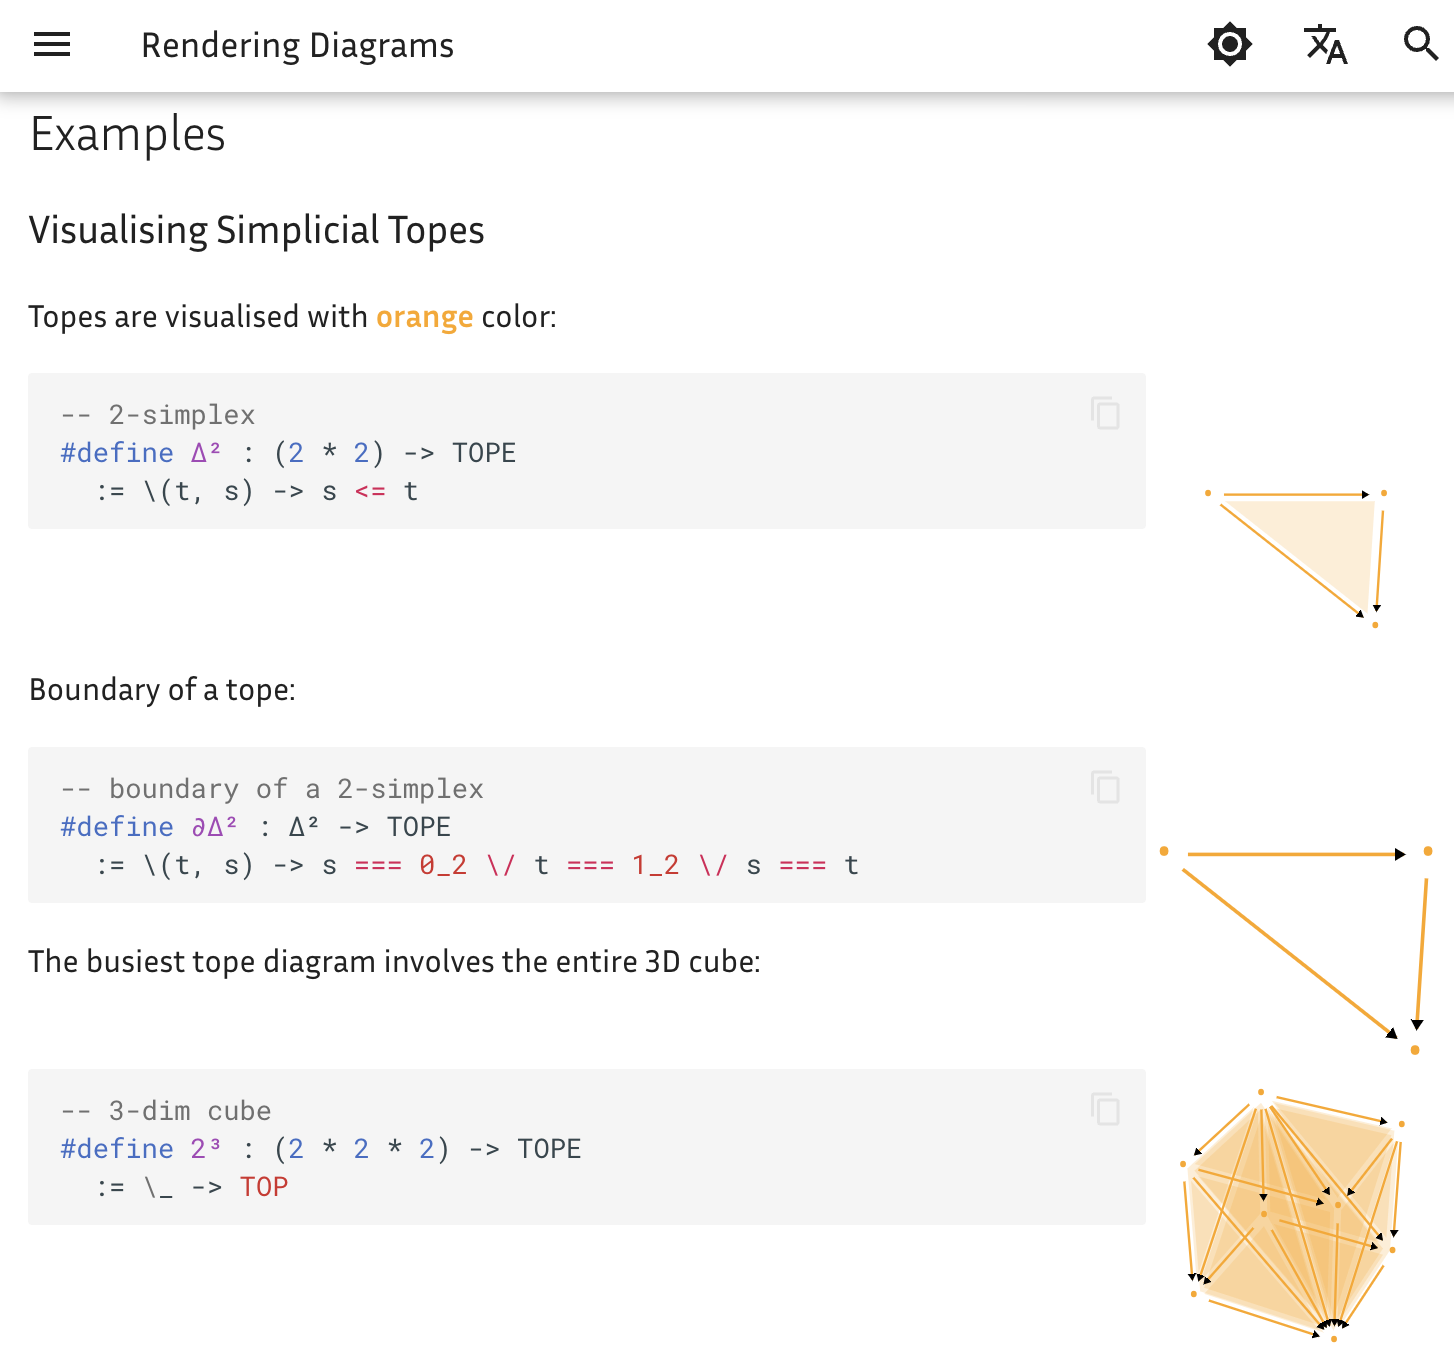 Rendering Diagrams
Examples
Visualising Simplicial Topes
Topes are visualised with orange color:
-- 2-simplex
#define Δ² : (2 * 2) -> TOPE
  := \(t, s) -> s <= t
Boundary of a tope:
-- boundary of a 2-simplex
#define ∂Δ² : Δ² -> TOPE
  := \(t, s) -> s === 0_2 \/ t === 1_2 \/ s === t
The busiest tope diagram involves the entire 3D cube:
-- 3-dim cube
#define 2³ : (2 * 2 * 2) -> TOPE
  := \_ -> TOP